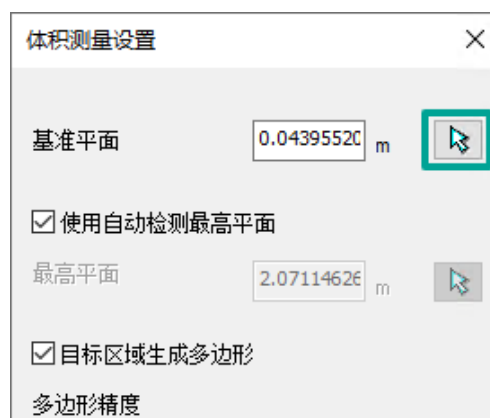 体积测量设置
基准平面 0.04395520 m
使用自动检测最高平面
最高平面 2.07114626 m
目标区域生成多边形
多边形精度